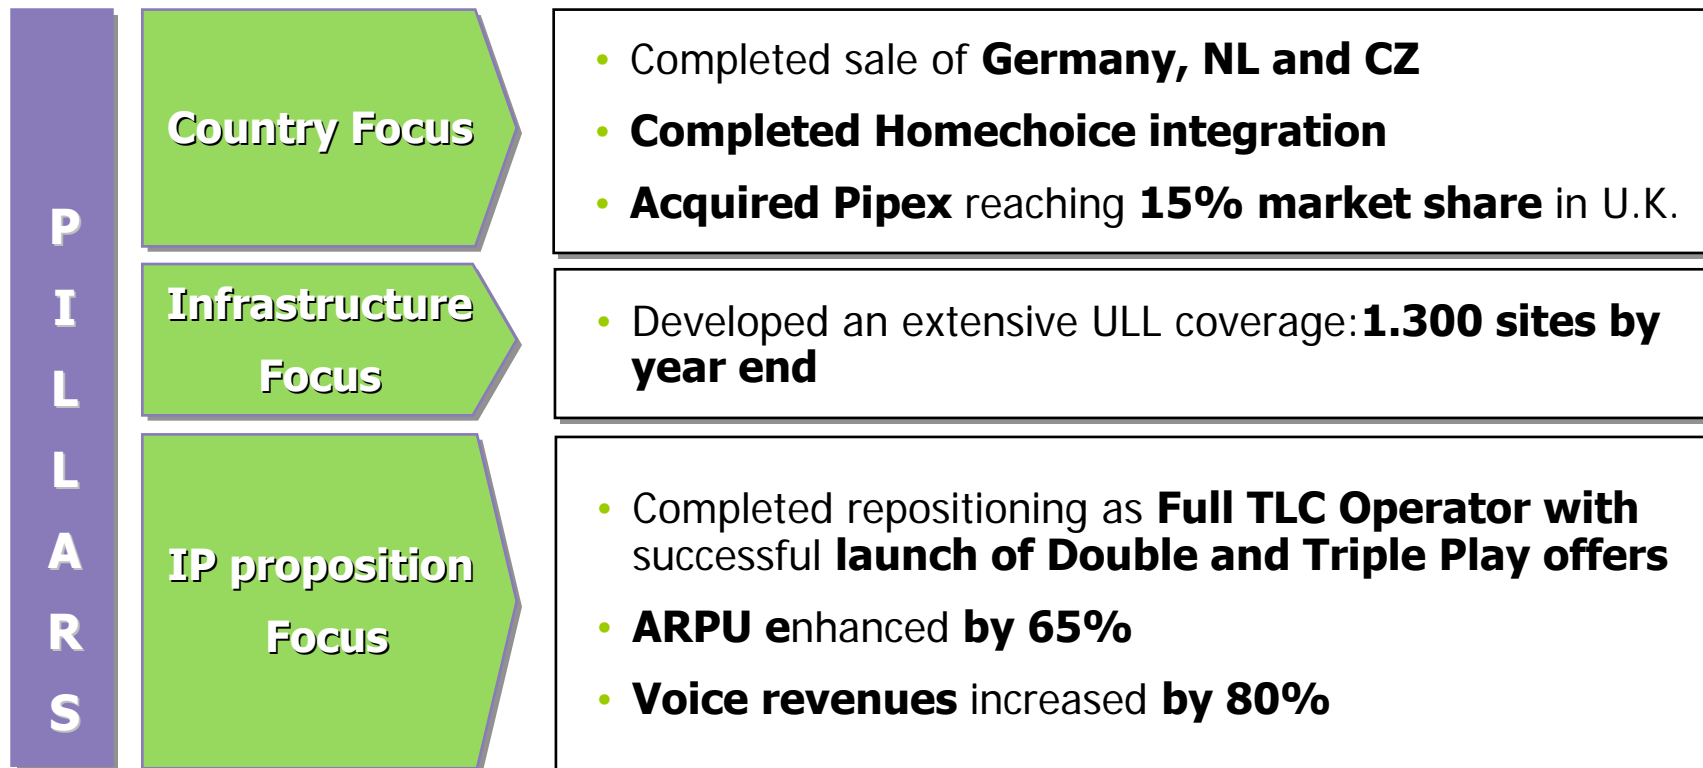 PILLARS
Country Focus
• Completed sale of Germany, NL and CZ
• Completed Homechoice integration
• Acquired Pipex reaching 15% market share in U.K.
Infrastructure
Focus
• Developed an extensive ULL coverage:1.300 sites by
year end
IP proposition
Focus
• Completed repositioning as Full TLC Operator with
successful launch of Double and Triple Play offers
• ARPU enhanced by 65%
• Voice revenues increased by 80%